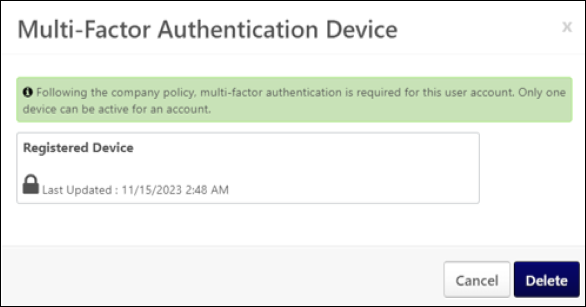 Multi-Factor Authentication Device
x
Following the company policy, multi-factor authentication is required for this user account. Only one
device can be active for an account.
Registered Device
Last Updated : 11/15/2023 2:48 AM
Cancel
Delete